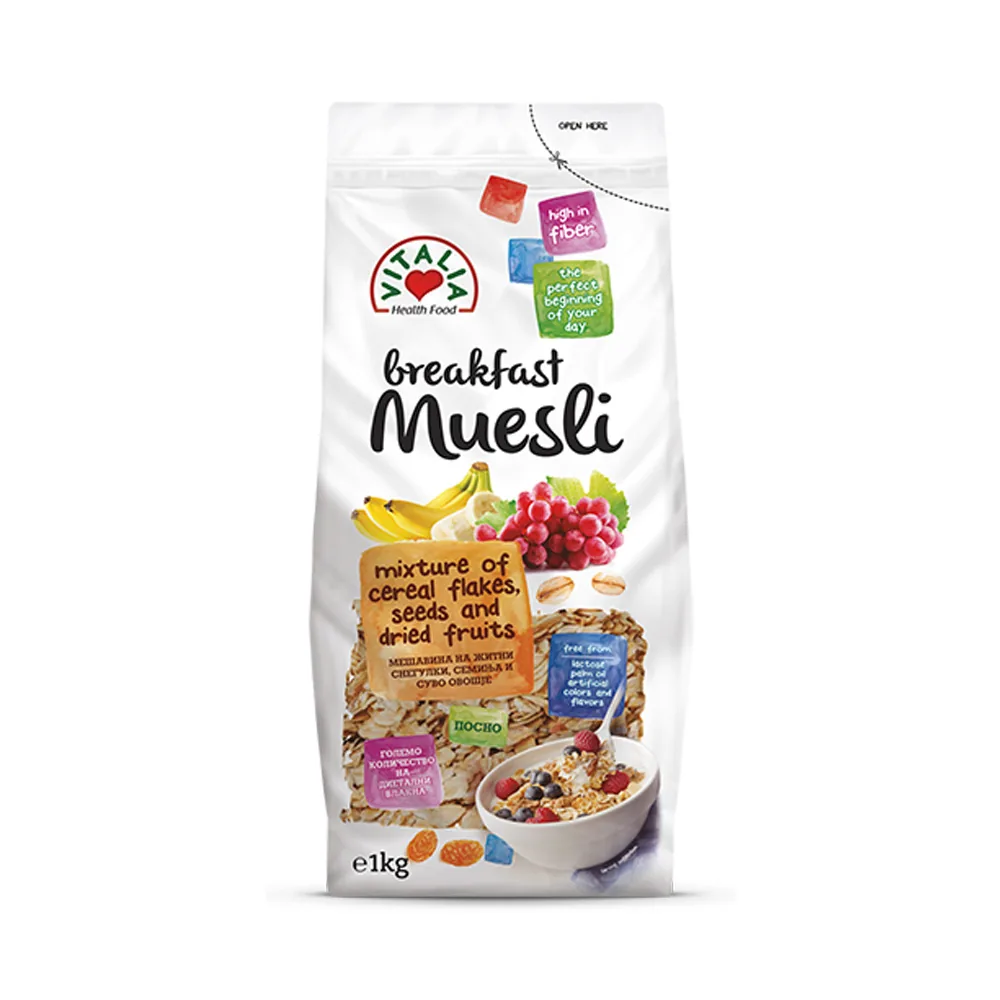 OPEN HERE
high in
fiber
the
perfect
beginning
of your
day
VITALIA
Health Food
breakfast
Muesli
mixture of
cereal flakes,
seeds and
dried fruits
МЕШАВИНА НА ЖИТНИ
СНЕГУЛКИ, СЕМИЊА И
СУВО ОВОШЈЕ
free from:
lactose
palm oil
artificial
colors and
flavors
ПОСНО
ГОЛЕМО
КОЛИЧЕСТВО
НА
ДИЕТАЛНИ
ВЛАКНА
℮1kg